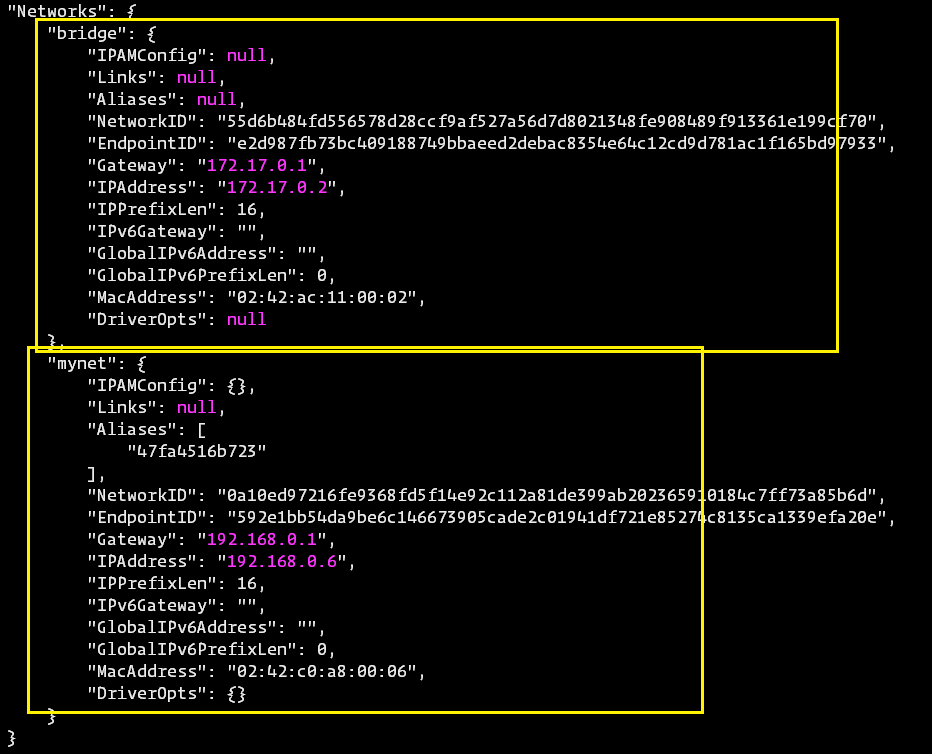 "Networks": {
"bridge": {
"IPAMConfig": null,
"Links": null,
"Aliases": null,
"NetworkID": "55d6b484fd556578d28ccf9af527a56d7d8021348fe908489f913361e199cf70",
"EndpointID": "e2d987fb73bc409188749bbaeed2debac8354e64c12cd9d781ac1f165bd97933",
"Gateway": "172.17.0.1",
"IPAddress": "172.17.0.2",
"IPPrefixLen": 16,
"IPv6Gateway": "",
"GlobalIPv6Address": "",
"GlobalIPv6PrefixLen": 0,
"MacAddress": "02:42:ac:11:00:02",
"DriverOpts": null
},
"mynet": {
"IPAMConfig": {},
"Links": null,
"Aliases": [
"47fa4516b723"
],
"NetworkID": "0a10ed97216fe9368fd5f14e92c112a81de399ab202365910184c7ff73a85b6d",
"EndpointID": "592e1bb54da9be6c146673905cade2c01941df721e85274c8135ca1339efa20e",
"Gateway": "192.168.0.1",
"IPAddress": "192.168.0.6",
"IPPrefixLen": 16,
"IPv6Gateway": "",
"GlobalIPv6Address": "",
"GlobalIPv6PrefixLen": 0,
"MacAddress": "02:42:c0:a8:00:06",
"DriverOpts": {}
}
}